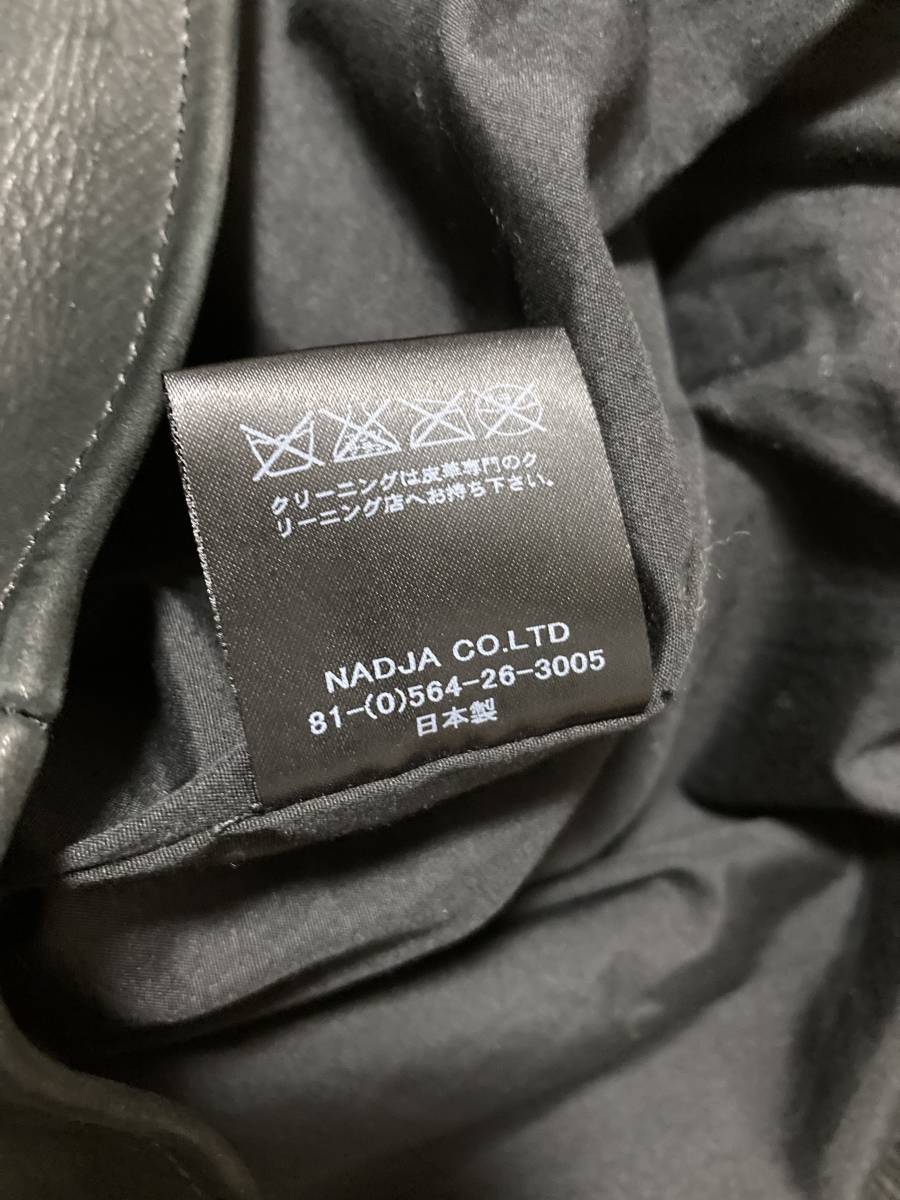 クリーニングは皮革専門のク
リーニング店へお持ち下さい。
NADJA CO.LTD
81-(0)564-26-3005
日本製